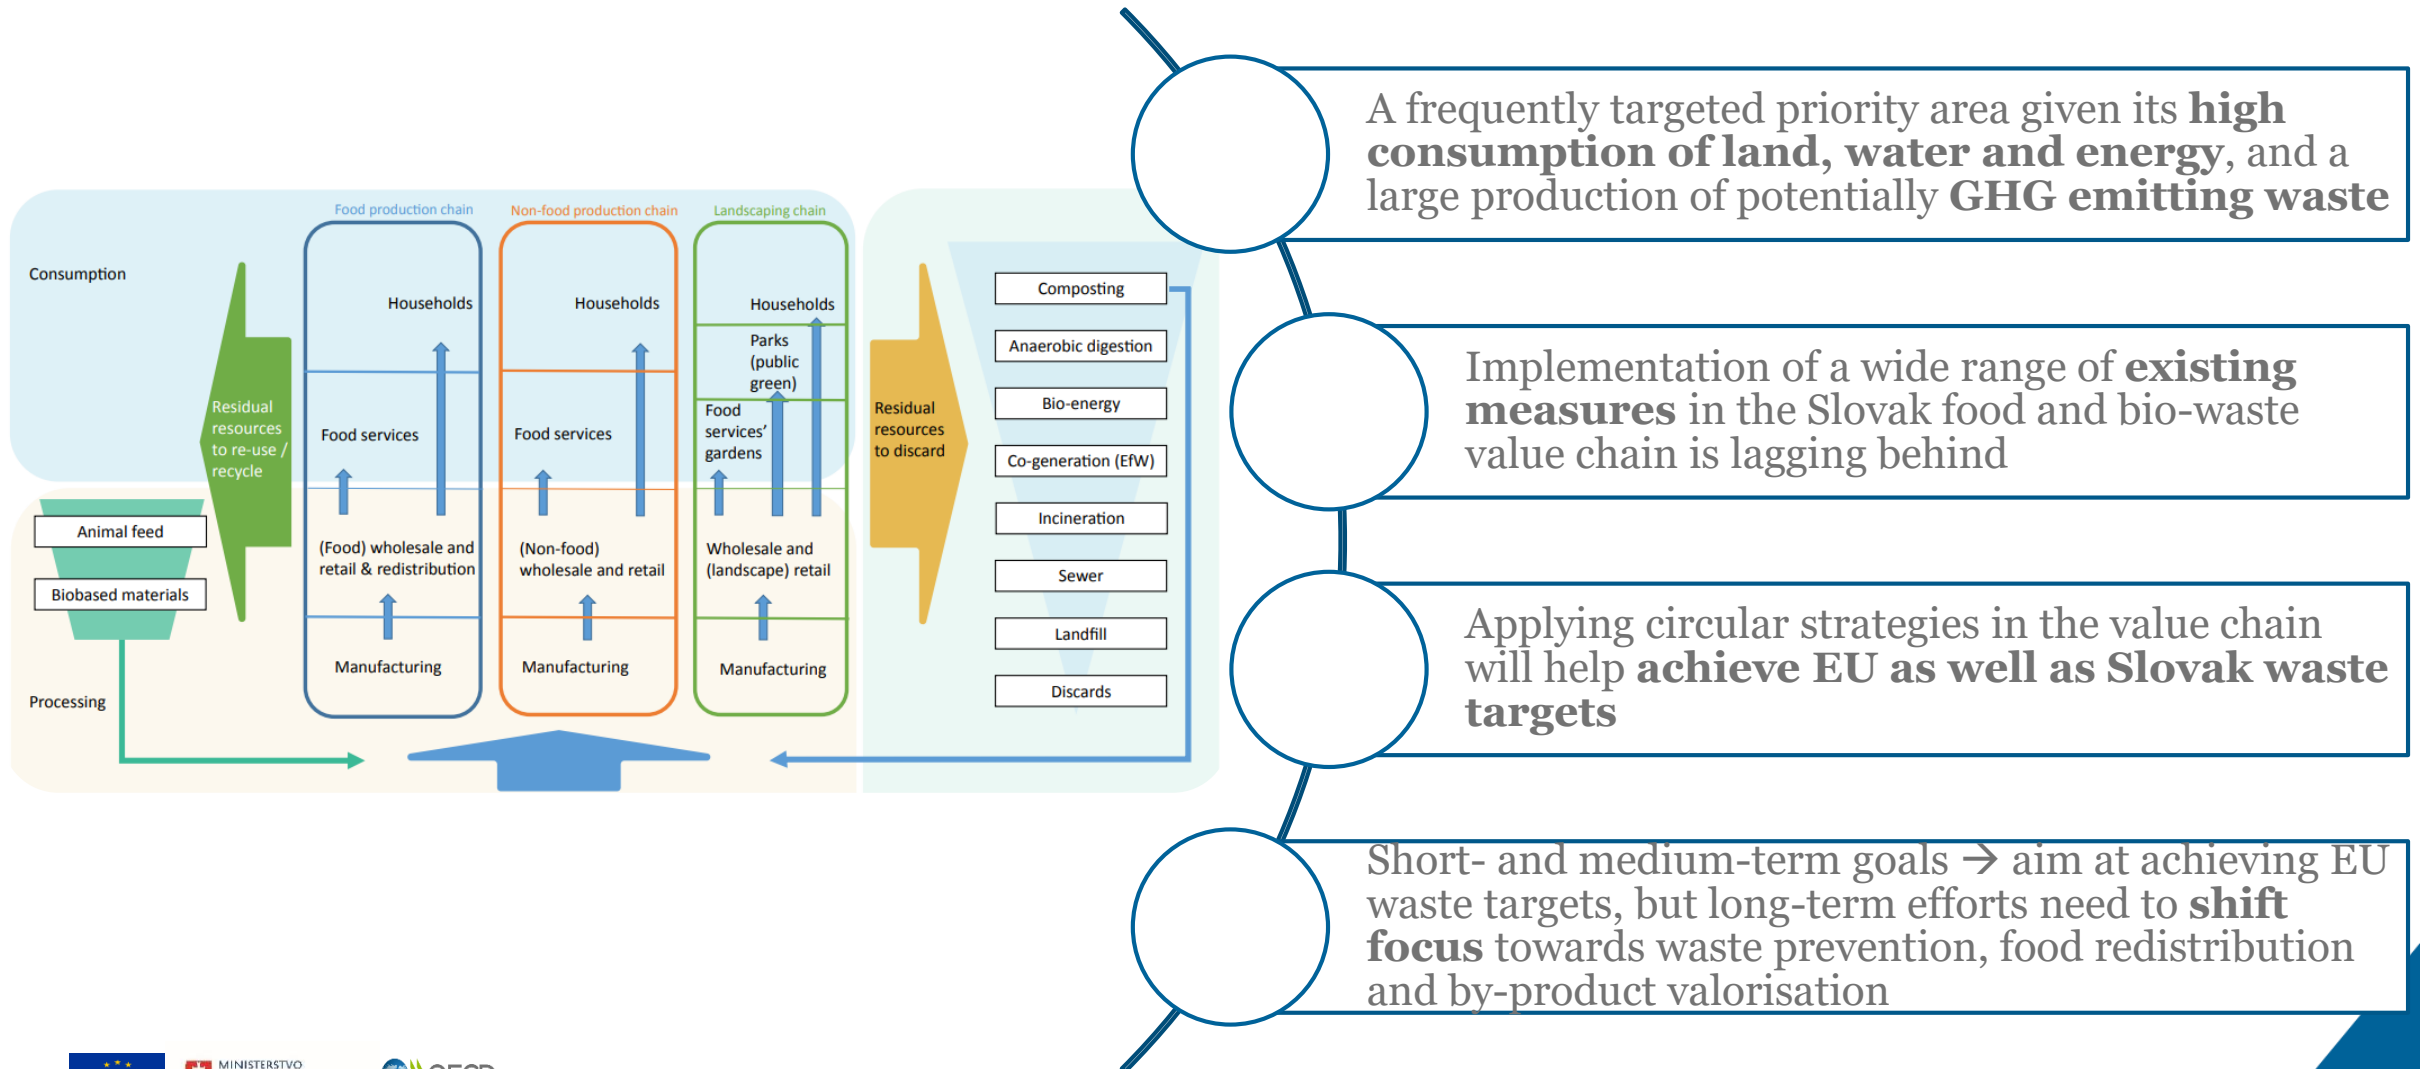 Food production chain
Non-food production chain
Landscaping chain
Consumption
Households
Households
Households
Parks
(public
green)
Food
services'
gardens
Food services
Food services
Residual
resources
to re-use /
recycle
Animal feed
Biobased materials
(Food) wholesale and
retail & redistribution
(Non-food)
wholesale and retail
Wholesale and
(landscape) retail
Manufacturing
Manufacturing
Manufacturing
Processing
Residual
resources
to discard
Composting
Anaerobic digestion
Bio-energy
Co-generation (EfW)
Incineration
Sewer
Landfill
Discards
A frequently targeted priority area given its high
consumption of land, water and energy, and a
large production of potentially GHG emitting waste
Implementation of a wide range of existing
measures in the Slovak food and bio-waste
value chain is lagging behind
Applying circular strategies in the value chain
will help achieve EU as well as Slovak waste
targets
Short- and medium-term goals → aim at achieving EU
waste targets, but long-term efforts need to shift
focus towards waste prevention, food redistribution
and by-product valorisation
MINISTERSTVO
OECD